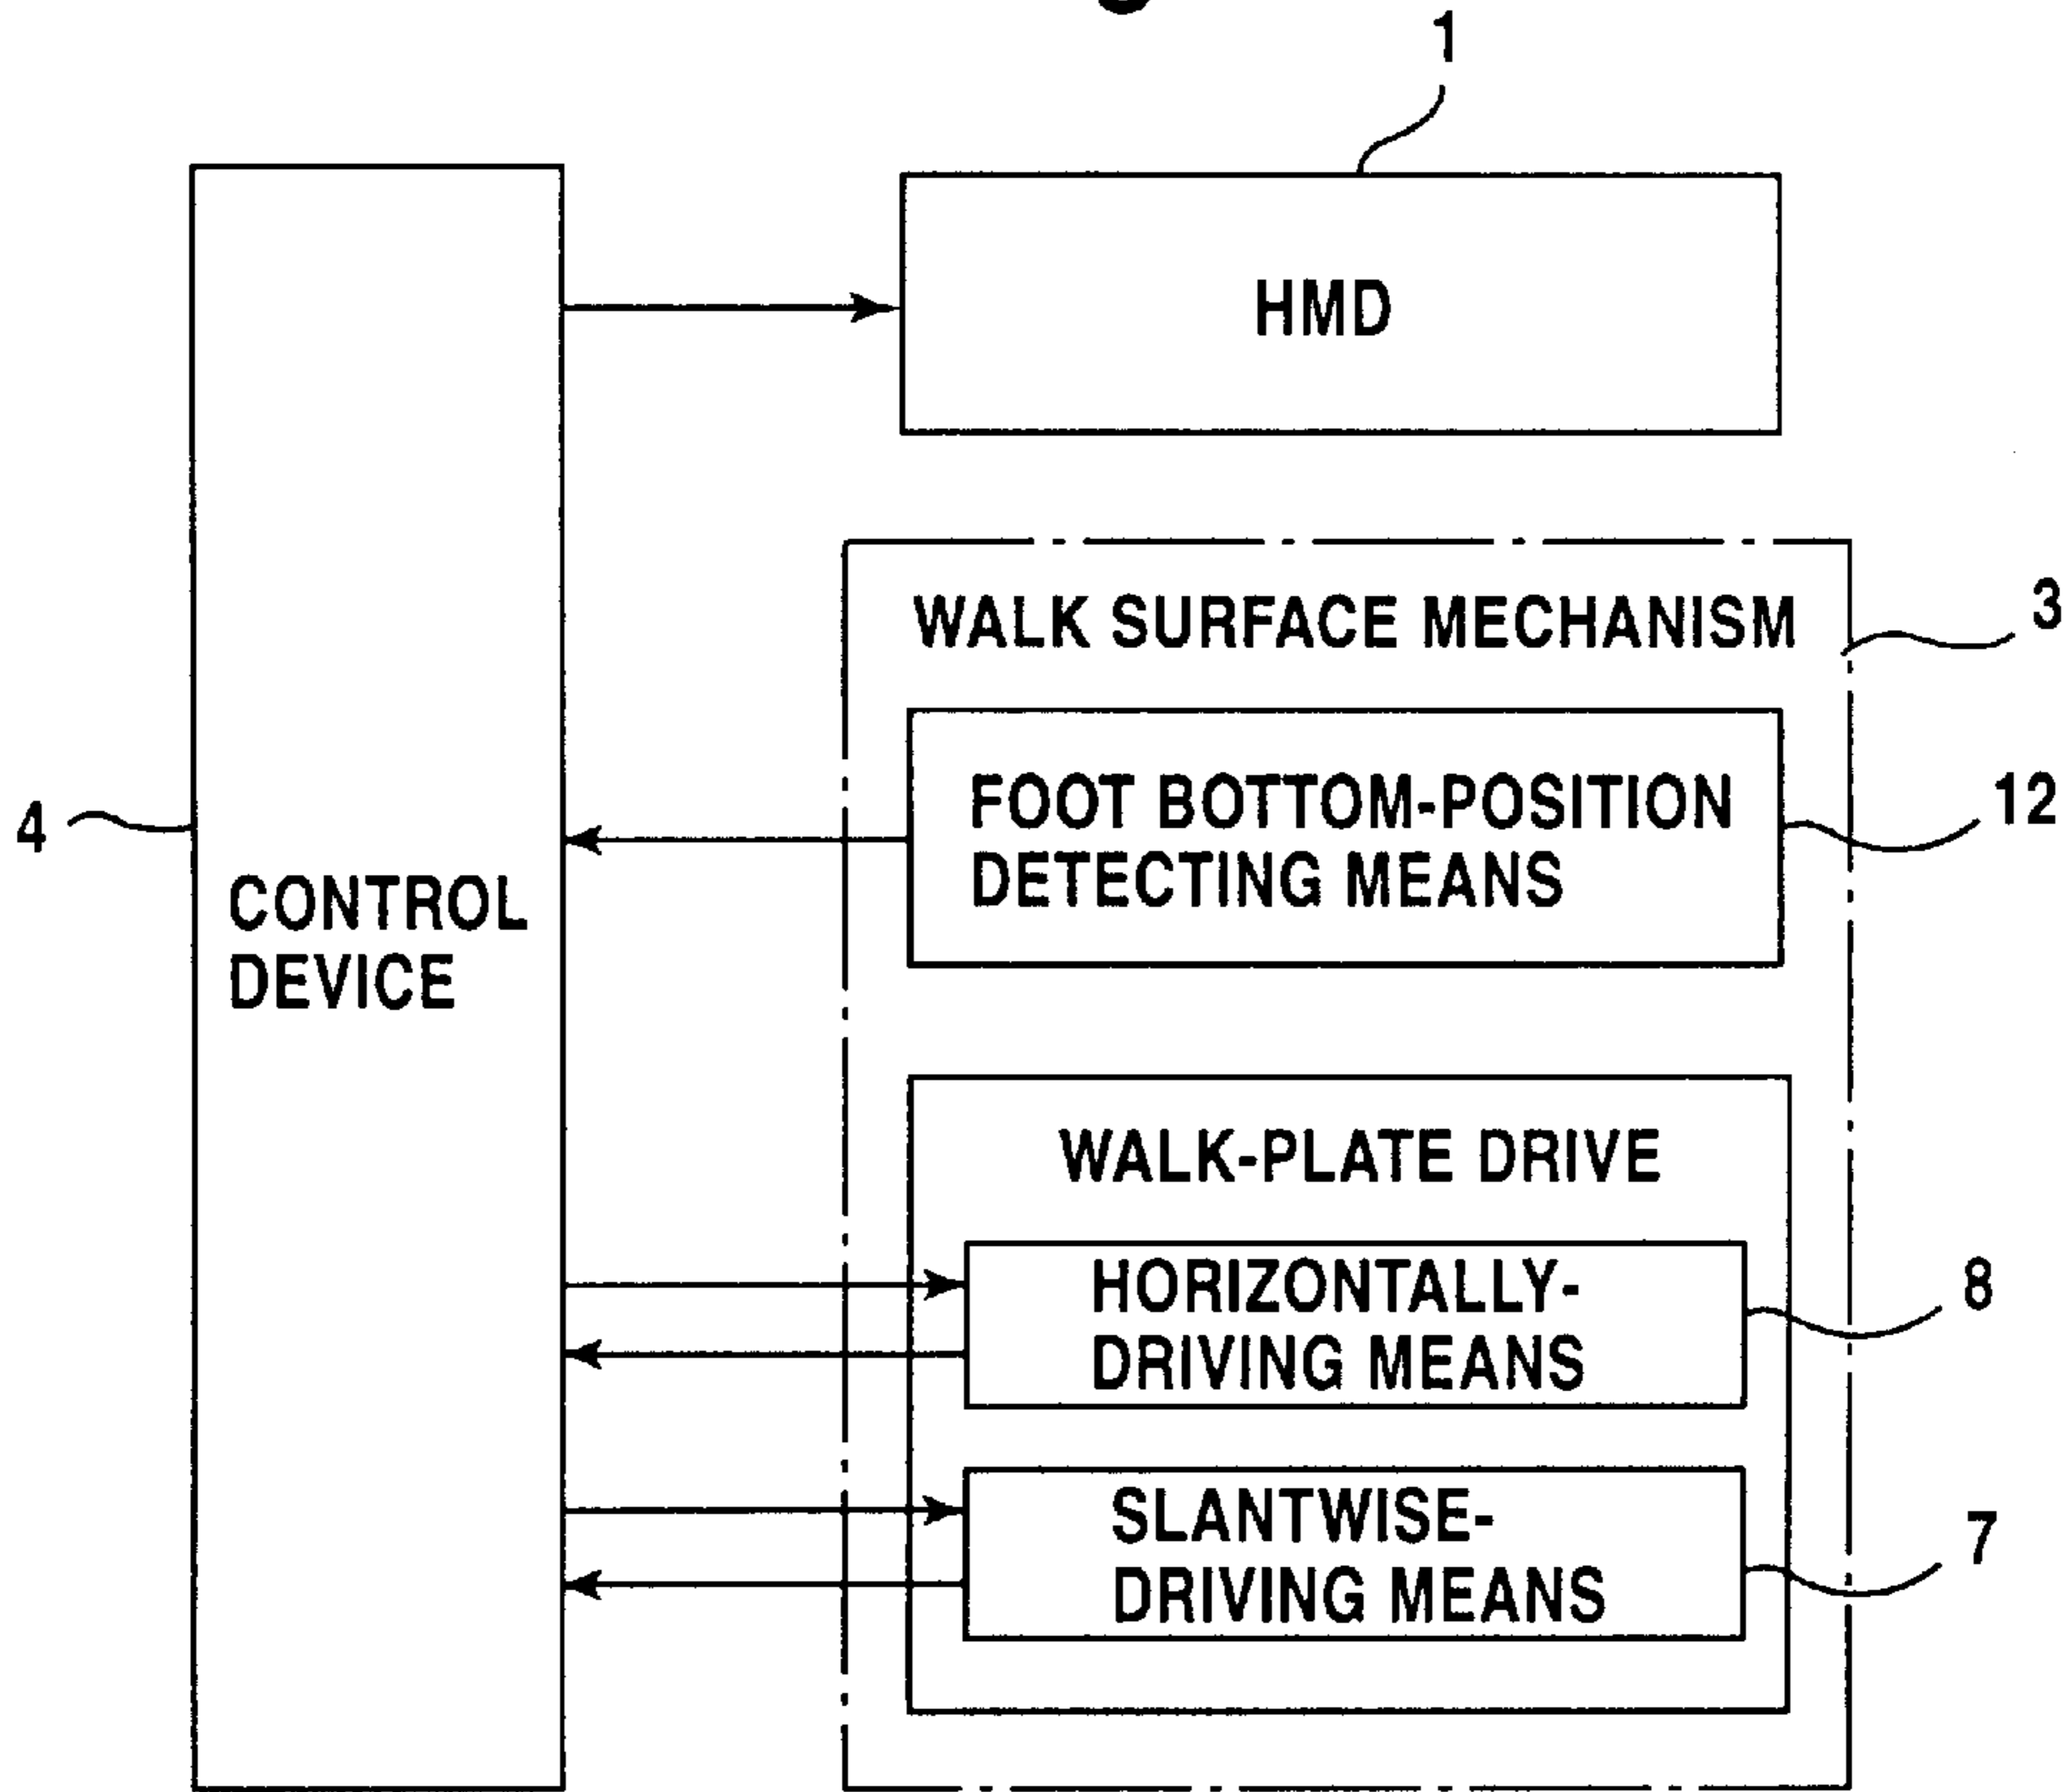 1
HMD
WALK SURFACE MECHANISM
3
FOOT BOTTOM-POSITION
DETECTING MEANS
12
4
CONTROL
DEVICE
WALK-PLATE DRIVE
HORIZONTALLY-
DRIVING MEANS
8
SLANTWISE-
DRIVING MEANS
7